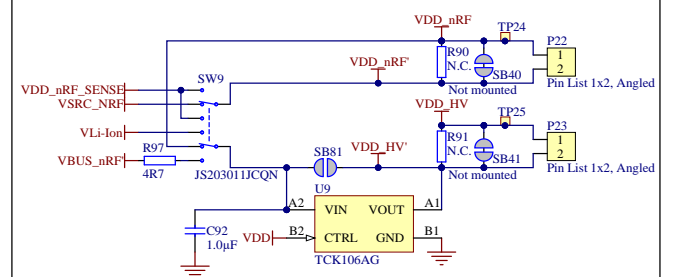 VDD_nRF
TP24
P22
R90
N.C.
1
2
SB40
Not mounted
Pin List 1x2, Angled
VDD_nRF'
SW9
VDD_nRF_SENSE
VSRC_NRF
VLi-Ion
R97
VBUS_nRF'
4R7
JS203011JCQN
VDD_HV
TP25
P23
R91
N.C.
1
2
SB41
Not mounted
Pin List 1x2, Angled
SB81
VDD_HV'
U9
A2
VIN
VOUT
A1
C92
1.0µF
VDD
B2
CTRL
GND
B1
TCK106AG